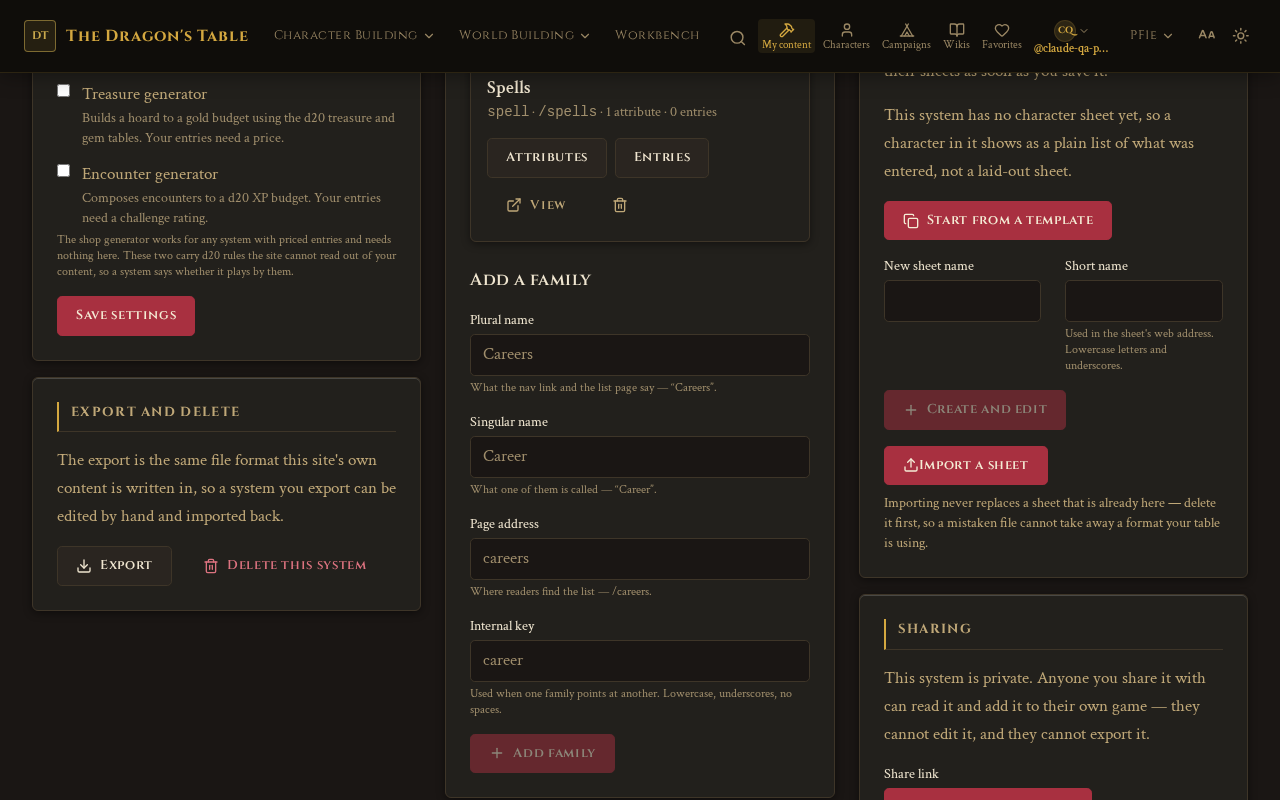 DT The Dragon's Table Character Building World Building Workbench My content Characters Campaigns Wikis Favorites CQ @claude-qa-p... PFIe AA
Treasure generator
Builds a hoard to a gold budget using the d20 treasure and
gem tables. Your entries need a price.
Encounter generator
Composes encounters to a d20 XP budget. Your entries
need a challenge rating.
The shop generator works for any system with priced entries and needs
nothing here. These two carry d20 rules the site cannot read out of your
content, so a system says whether it plays by them.
Save settings
Export and delete
The export is the same file format this site's own
content is written in, so a system you export can be
edited by hand and imported back.
Export Delete this system
Spells
spell · /spells · 1 attribute · 0 entries
Attributes Entries
View
Add a family
Plural name
Careers
What the nav link and the list page say — “Careers”.
Singular name
Career
What one of them is called — “Career”.
Page address
careers
Where readers find the list — /careers.
Internal key
career
Used when one family points at another. Lowercase, underscores, no
spaces.
+ Add family
their sheets as soon as you save it.
This system has no character sheet yet, so a
character in it shows as a plain list of what was
entered, not a laid-out sheet.
Start from a template
New sheet name Short name
Used in the sheet's web address.
Lowercase letters and
underscores.
+ Create and edit
Import a sheet
Importing never replaces a sheet that is already here — delete
it first, so a mistaken file cannot take away a format your table
is using.
Sharing
This system is private. Anyone you share it with
can read it and add it to their own game — they
cannot edit it, and they cannot export it.
Share link